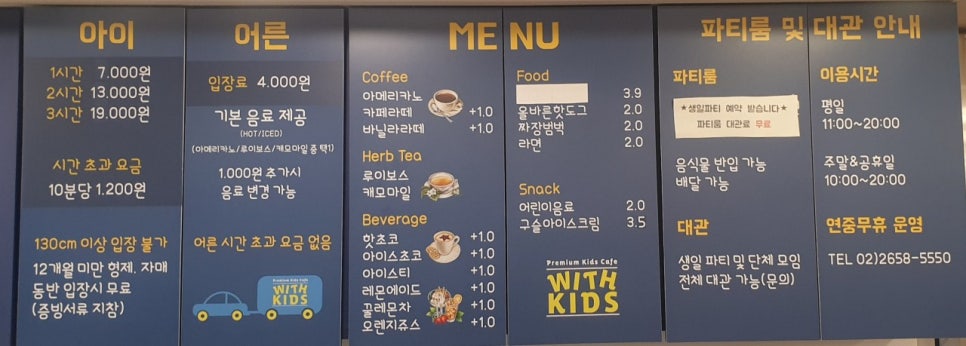 아이
1시간 7.000원
2시간 13.000원
3시간 19.000원
시간 초과 요금
10분당 1.200원
130cm 이상 입장 불가
12개월 미만 형제. 자매
동반 입장시 무료
(증빙서류 지참)
어른
입장료 4.000원
기본 음료 제공
(HOT/ICED)
(아메리카노/루이보스/캐모마일 중 택1)
1.000원 추가시
음료 변경 가능
어른 시간 초과 요금 없음
Premium Kids Cafe
WITH
KIDS
MENU
Coffee
아메리카노
카페라떼 +1.0
바닐라라떼 +1.0
Herb Tea
루이보스
캐모마일
Beverage
핫초코 +1.0
아이스초코 +1.0
아이스티 +1.0
레몬에이드 +1.0
꿀레몬차 +1.0
오렌지쥬스 +1.0
Food
3.9
올바른핫도그 2.0
짜장범벅 2.0
라면 2.0
Snack
어린이음료 2.0
구슬아이스크림 3.5
Premium Kids Cafe
WITH
KIDS
파티룸 및 대관 안내
파티룸
★생일파티 예약 받습니다★
파티룸 대관료 무료
음식물 반입 가능
배달 가능
대관
생일 파티 및 단체 모임
전체 대관 가능(문의)
이용시간
평일
11:00~20:00
주말&공휴일
10:00~20:00
연중무휴 운영
TEL 02)2658-5550